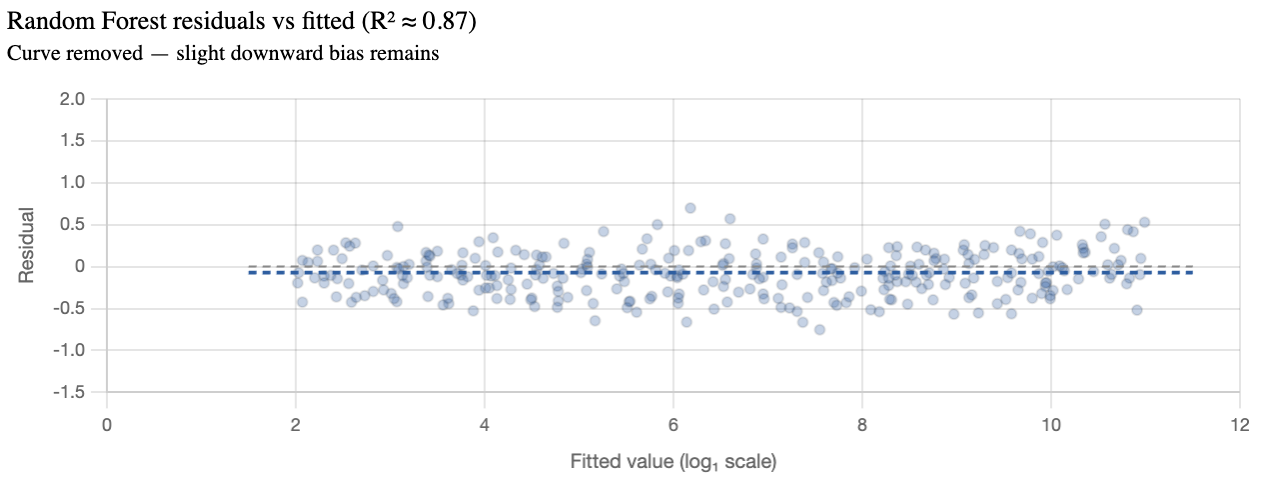 Random Forest residuals vs fitted (R² ≈ 0.87)
Curve removed — slight downward bias remains
2.0
1.5
1.0
0.5
0
-0.5
-1.0
-1.5
Residual
0 2 4 6 8 10 12
Fitted value (log₁ scale)